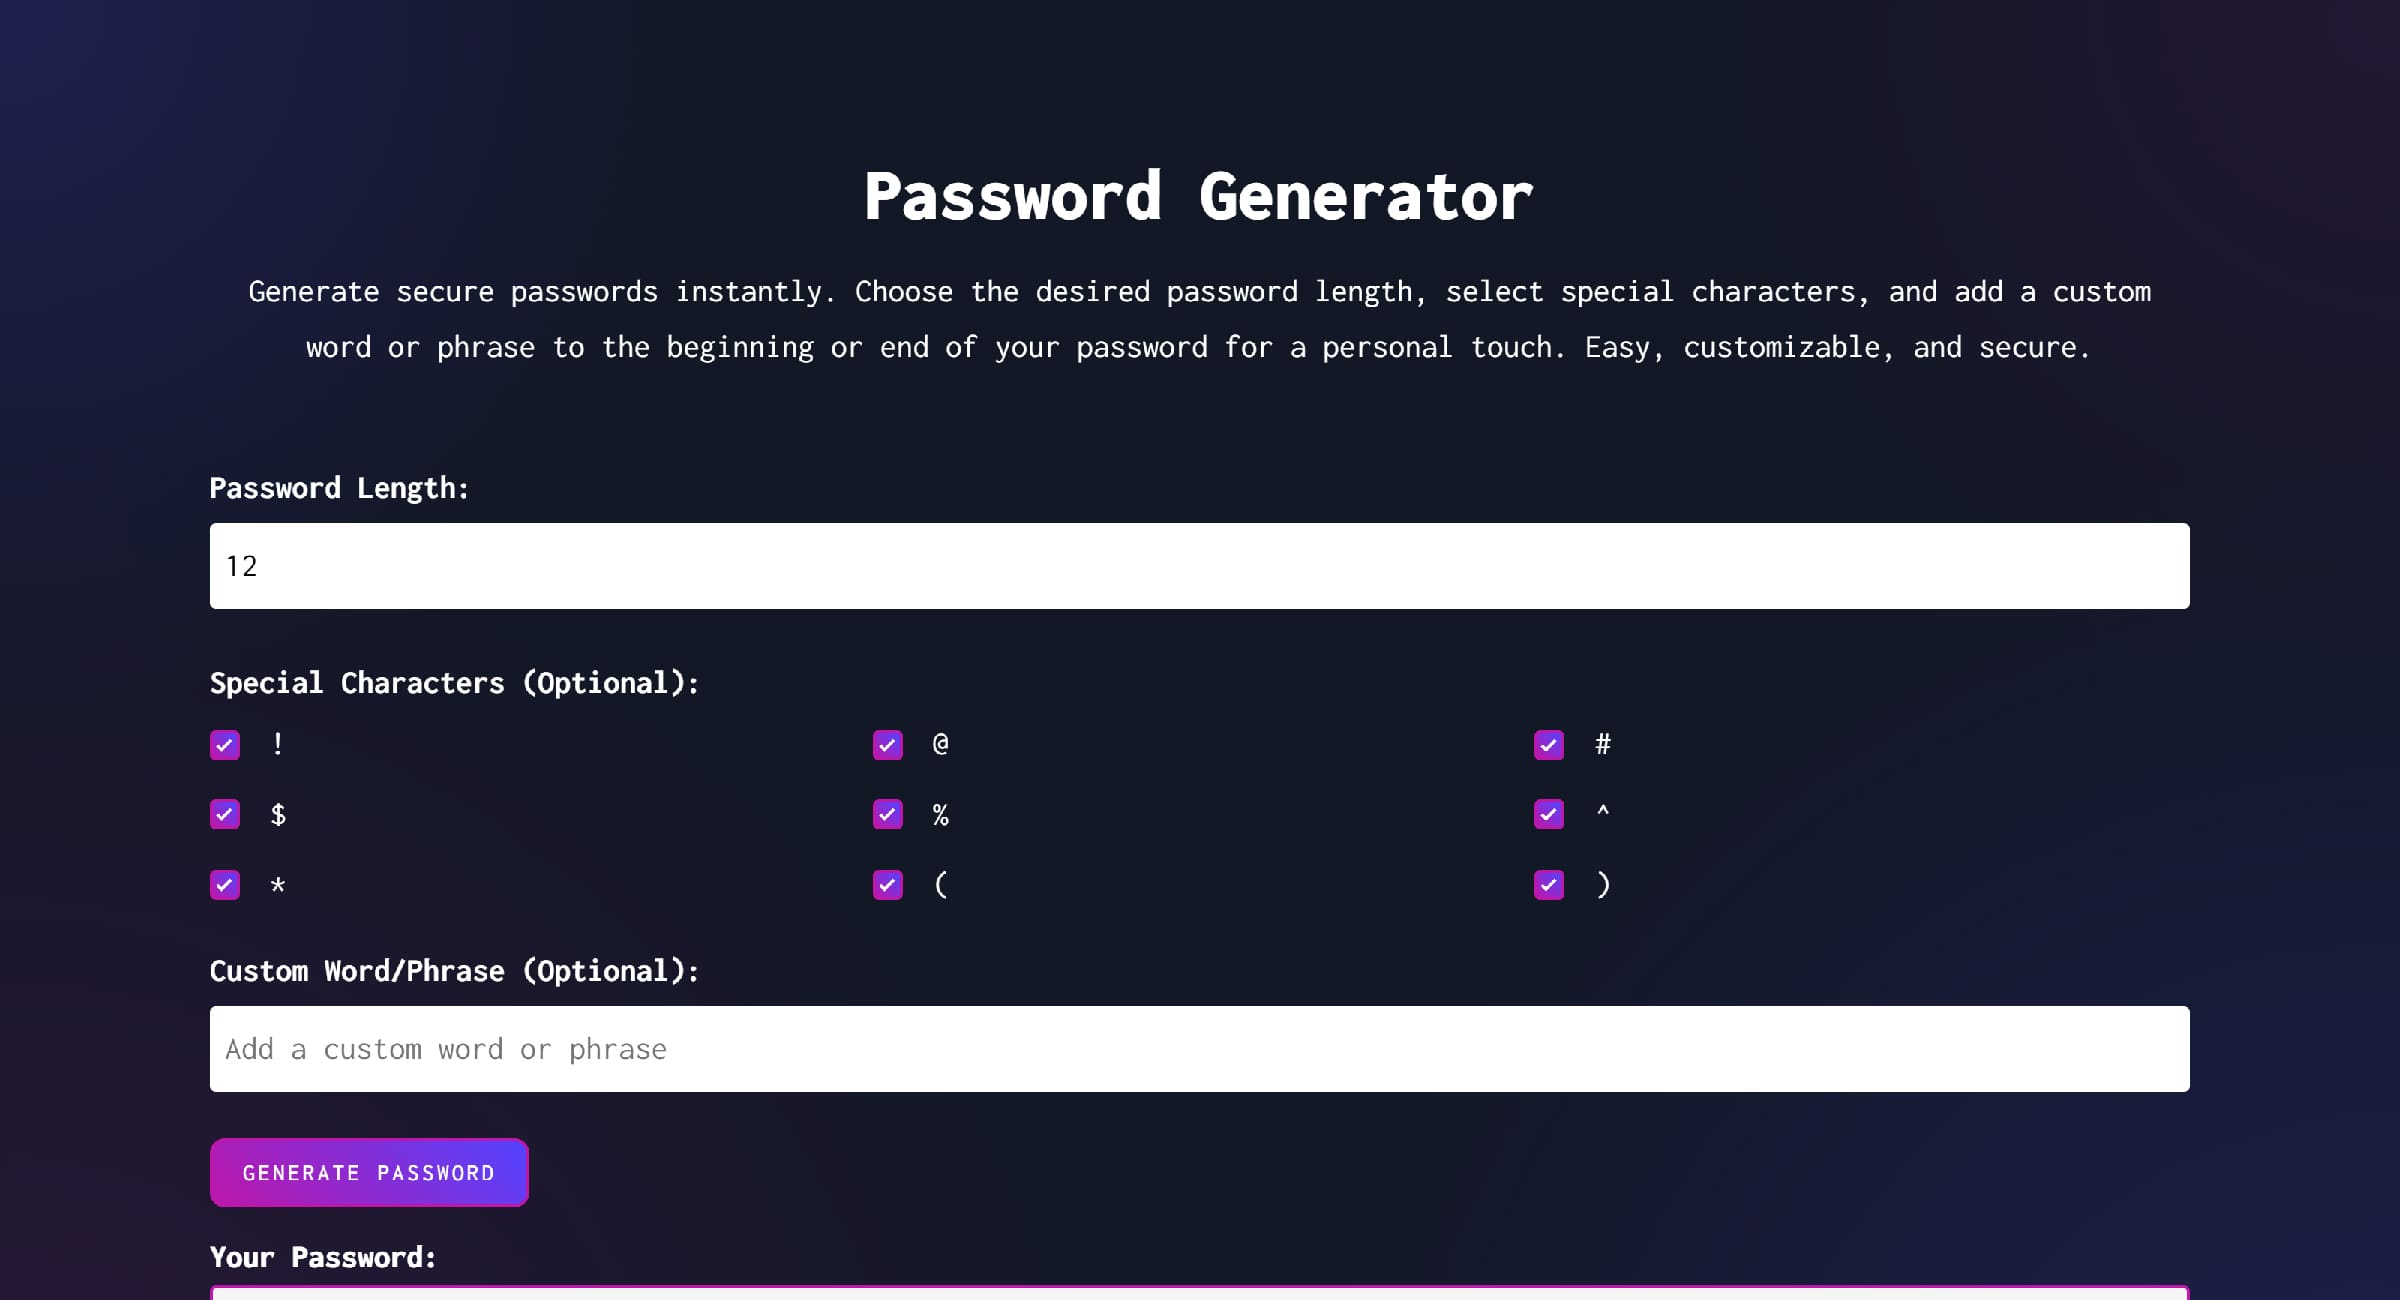 Password Generator
Generate secure passwords instantly. Choose the desired password length, select special characters, and add a custom
word or phrase to the beginning or end of your password for a personal touch. Easy, customizable, and secure.
Password Length:
12
Special Characters (Optional):
! @ #
$ % ^
* ( )
Custom Word/Phrase (Optional):
Add a custom word or phrase
GENERATE PASSWORD
Your Password: